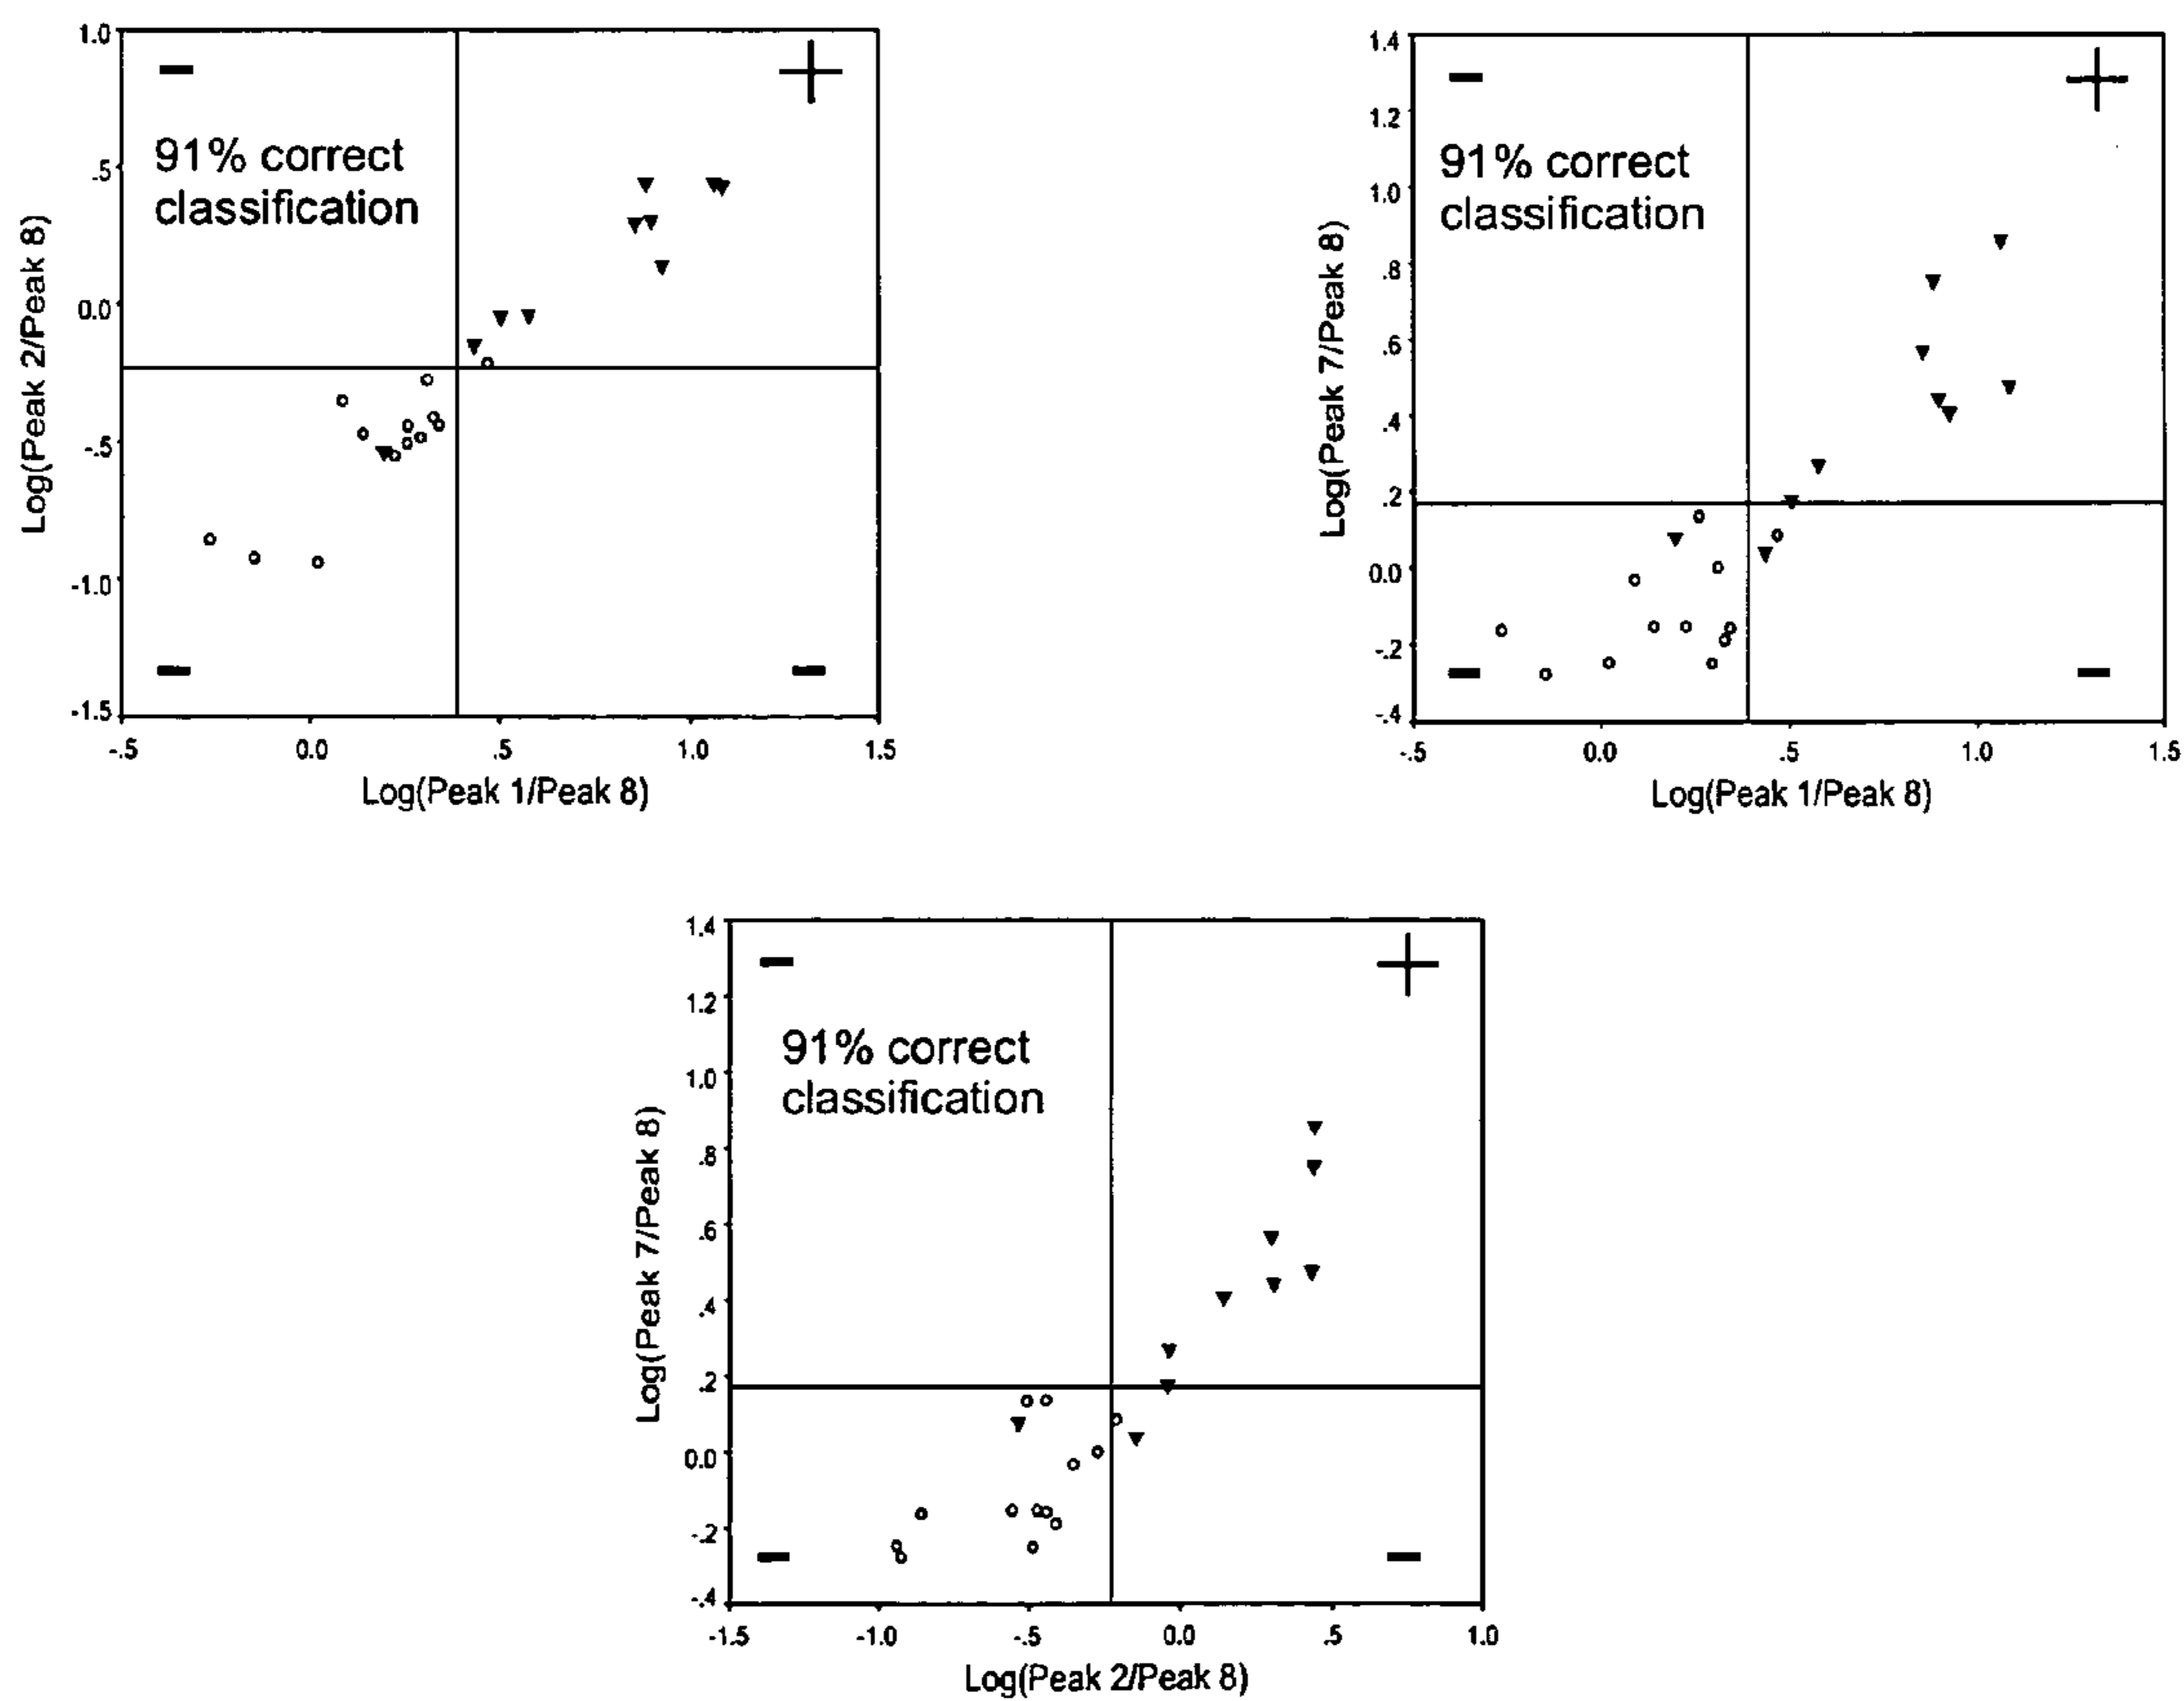 1.0
.5
0.0
-.5
-1.0
-1.5
Log(Peak 2/Peak 8)
91% correct
classification
-.5 0.0 .5 1.0 1.5
Log(Peak 1/Peak 8)
1.4
1.2
1.0
.8
.6
.4
.2
0.0
-.2
-.4
Log(Peak 7/Peak 8)
91% correct
classification
-.5 0.0 .5 1.0 1.5
Log(Peak 1/Peak 8)
1.4
1.2
1.0
.8
.6
.4
.2
0.0
-.2
-.4
Log(Peak 7/Peak 8)
91% correct
classification
-1.5 -1.0 -.5 0.0 .5 1.0
Log(Peak 2/Peak 8)